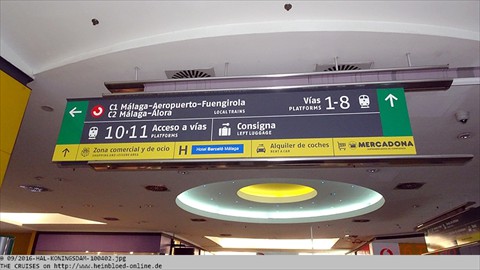 C1 Málaga-Aeropuerto-Fuengirola
C2 Málaga-Álora
LOCAL TRAINS
Vías 1-8
PLATFORMS
10·11 Acceso a vías
PLATFORMS
Consigna
LEFT LUGGAGE
Zona comercial y de ocio
H Hotel Barceló Málaga
Alquiler de coches
RENT A CAR
MERCADONA
@ 09/2016-HAL-KONINGSDAM-100402.jpg
THE CRUISES on http://www.heinbloed-online.de